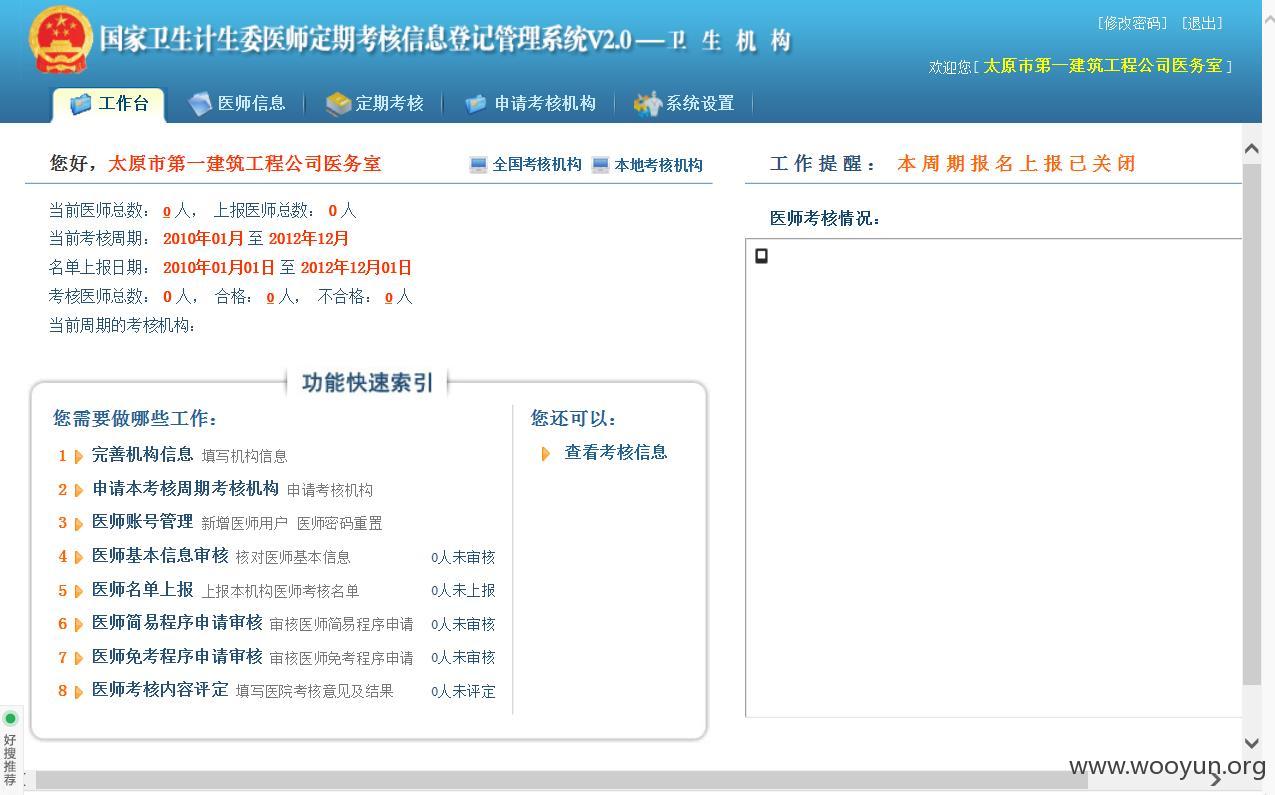 国家卫生计生委医师定期考核信息登记管理系统V2.0—卫 生 机 构
[修改密码] [退出]
欢迎您[ 太原市第一建筑工程公司医务室 ]
工作台 医师信息 定期考核 申请考核机构 系统设置
您好，太原市第一建筑工程公司医务室 全国考核机构 本地考核机构
工作提醒：本周期报名上报已关闭
当前医师总数： 0 人， 上报医师总数： 0 人
当前考核周期： 2010年01月 至 2012年12月
名单上报日期： 2010年01月01日 至 2012年12月01日
考核医师总数： 0 人， 合格： 0 人， 不合格： 0 人
当前周期的考核机构：
医师考核情况：
功能快速索引
您需要做哪些工作：
1 完善机构信息 填写机构信息
2 申请本考核周期考核机构 申请考核机构
3 医师账号管理 新增医师用户 医师密码重置
4 医师基本信息审核 核对医师基本信息 0人未审核
5 医师名单上报 上报本机构医师考核名单 0人未上报
6 医师简易程序申请审核 审核医师简易程序申请 0人未审核
7 医师免考程序申请审核 审核医师免考程序申请 0人未审核
8 医师考核内容评定 填写医院考核意见及结果 0人未评定
您还可以：
查看考核信息
好搜推荐
www.wooyun.org